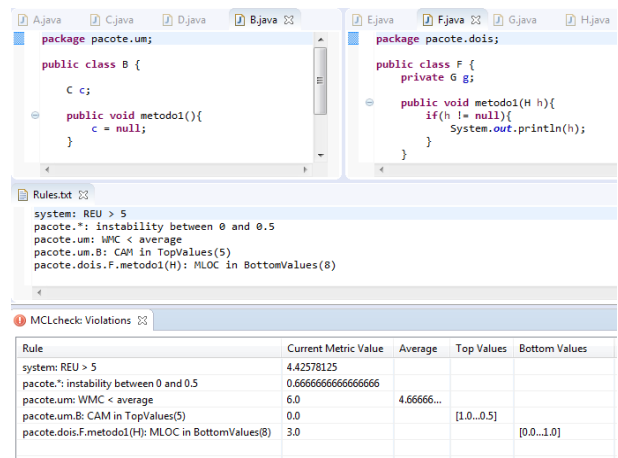 A.java C.java D.java B.java E.java F.java G.java H.java
package pacote.um;
public class B {
C c;
public void metodo1(){
c = null;
}
package pacote.dois;
public class F {
private G g;
public void metodo1(H h){
if(h != null){
System.out.println(h);
}
}
Rules.txt
system: REU > 5
pacote.*: instability between 0 and 0.5
pacote.um: WMC < average
pacote.um.B: CAM in TopValues(5)
pacote.dois.F.metodo1(H): MLOC in BottomValues(8)
MCLcheck: Violations
Rule Current Metric Value Average Top Values Bottom Values
system: REU > 5 4.42578125
pacote.*: instability between 0 and 0.5 0.6666666666666666
pacote.um: WMC < average 6.0 4.66666...
pacote.um.B: CAM in TopValues(5) 0.0 [1.0...0.5]
pacote.dois.F.metodo1(H): MLOC in BottomValues(8) 3.0 [0.0...1.0]